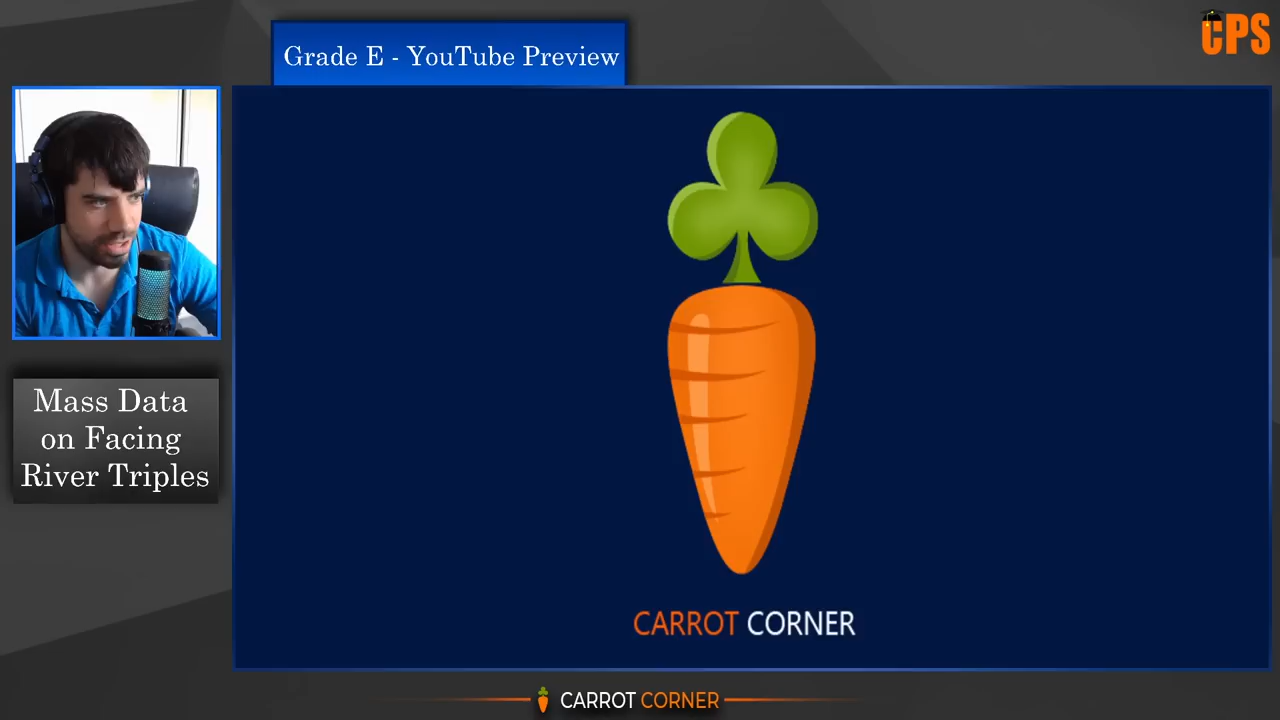 CPS
Grade E - YouTube Preview
Mass Data
on Facing
River Triples
CARROT CORNER
CARROT CORNER